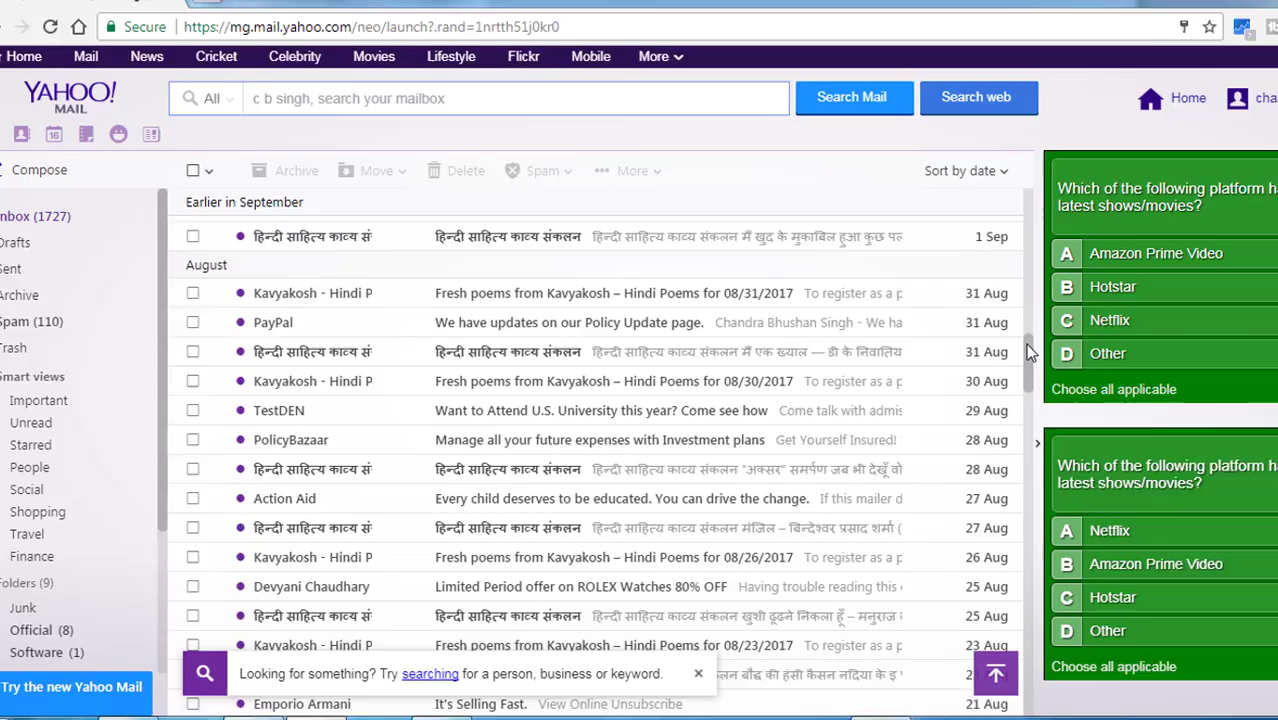 Secure https://mg.mail.yahoo.com/neo/launch?.rand=1nrtth51j0kr0
Home Mail News Cricket Celebrity Movies Lifestyle Flickr Mobile More
YAHOO! MAIL
All c b singh, search your mailbox Search Mail Search web Home
16
Compose Archive Move Delete Spam More Sort by date
Earlier in September
nbox (1727)
हिन्दी साहित्य काव्य हिन्दी साहित्य काव्य संकलन हिन्दी साहित्य काव्य संकलन मैं खुद के मुकाबिल हुआ कुछ 1 Sep
August
Kavyakosh - Hindi P Fresh poems from Kavyakosh – Hindi Poems for 08/31/2017 To register as a p 31 Aug
PayPal We have updates on our Policy Update page. Chandra Bhushan Singh - We ha 31 Aug
हिन्दी साहित्य काव्य हिन्दी साहित्य काव्य संकलन हिन्दी साहित्य काव्य संकलन मैं एक ख्याल — डी के निवातिय 31 Aug
Kavyakosh - Hindi P Fresh poems from Kavyakosh – Hindi Poems for 08/30/2017 To register as a p 30 Aug
TestDEN Want to Attend U.S. University this year? Come see how Come talk with admis 29 Aug
PolicyBazaar Manage all your future expenses with Investment plans Get Yourself Insured! 28 Aug
हिन्दी साहित्य काव्य हिन्दी साहित्य काव्य संकलन हिन्दी साहित्य काव्य संकलन "अक्सर" समर्पण जब भी देखूँ वो 28 Aug
Action Aid Every child deserves to be educated. You can drive the change. If this mailer d 27 Aug
हिन्दी साहित्य काव्य हिन्दी साहित्य काव्य संकलन हिन्दी साहित्य काव्य संकलन मंजिल – बिन्देश्वर प्रसाद शर्मा ( 27 Aug
Kavyakosh - Hindi P Fresh poems from Kavyakosh – Hindi Poems for 08/26/2017 To register as a p 26 Aug
Devyani Chaudhary Limited Period offer on ROLEX Watches 80% OFF Having trouble reading this 25 Aug
हिन्दी साहित्य काव्य हिन्दी साहित्य काव्य संकलन हिन्दी साहित्य काव्य संकलन खुशी ढूढने निकला हूँ – मनुराज 25 Aug
Kavyakosh - Hindi P Fresh poems from Kavyakosh – Hindi Poems for 08/23/2017 To register as a p 23 Aug
बौद्ध की हंसी कैसन नदिया के इ
Emporio Armani It's Selling Fast. View Online Unsubscribe 21 Aug
Drafts
Sent
Archive
Spam (110)
Trash
Smart views
Important
Unread
Starred
People
Social
Shopping
Travel
Finance
Folders (9)
Junk
Official (8)
Software (1)
Try the new Yahoo Mail
Looking for something? Try searching for a person, business or keyword.
Which of the following platform
latest shows/movies?
A Amazon Prime Video
B Hotstar
C Netflix
D Other
Choose all applicable
Which of the following platform
latest shows/movies?
A Netflix
B Amazon Prime Video
C Hotstar
D Other
Choose all applicable